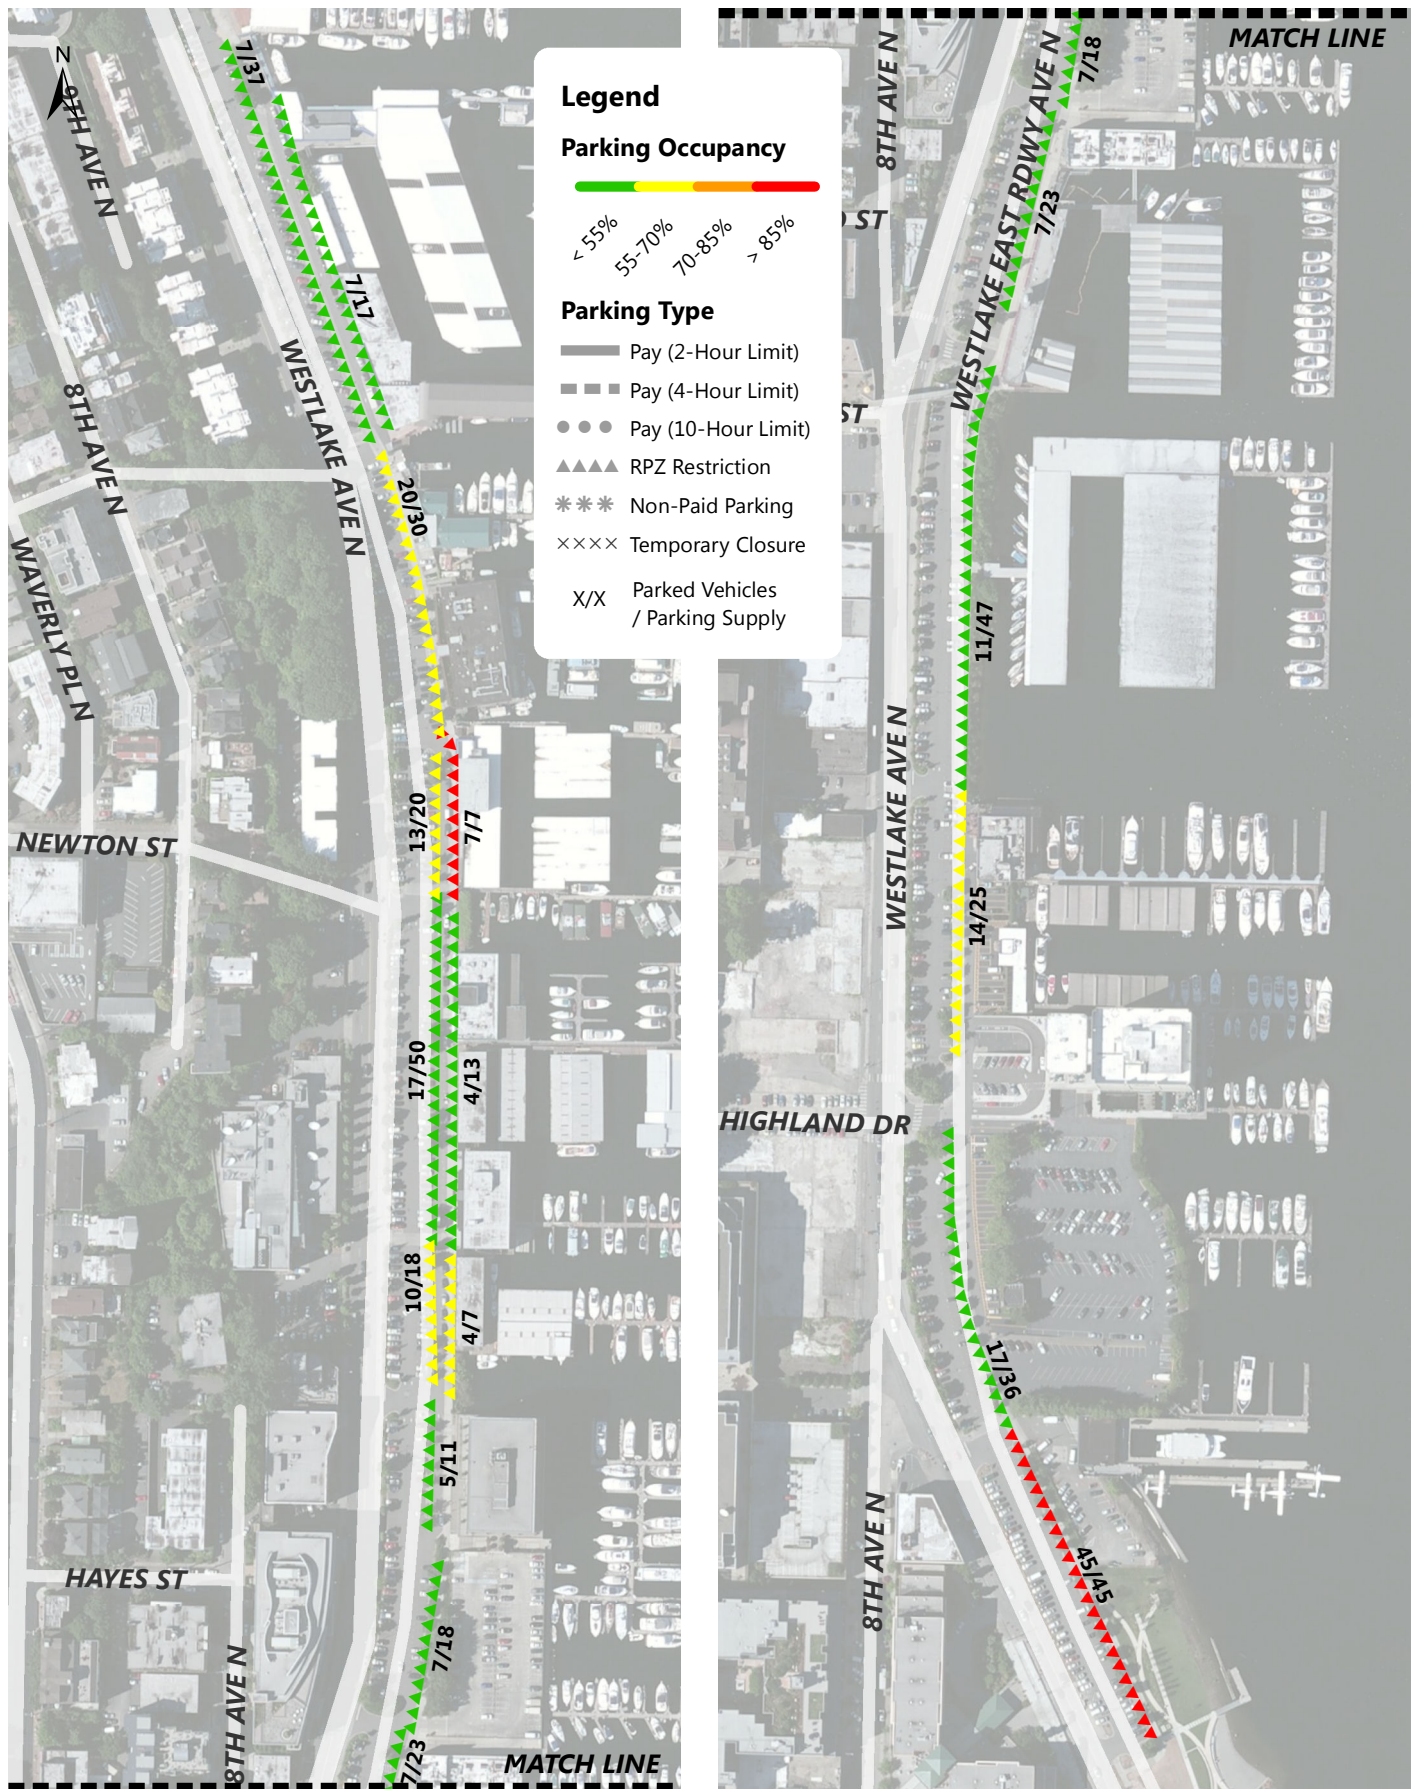 N
9TH AVE N
7/37
7/17
WESTLAKE AVE N
8TH AVE N
20/30
WAVERLY PL N
13/20
7/7
NEWTON ST
17/50
4/13
10/18
4/7
5/11
HAYES ST
7/18
8TH AVE N
7/23
MATCH LINE
Legend
Parking Occupancy
< 55%
55-70%
70-85%
> 85%
Parking Type
Pay (2-Hour Limit)
Pay (4-Hour Limit)
Pay (10-Hour Limit)
RPZ Restriction
Non-Paid Parking
Temporary Closure
X/X
Parked Vehicles
/ Parking Supply
MATCH LINE
8TH AVE N
7/18
WESTLAKE EAST RDWY AVE N
7/23
ST
ST
11/47
WESTLAKE AVE N
14/25
HIGHLAND DR
17/36
8TH AVE N
45/45